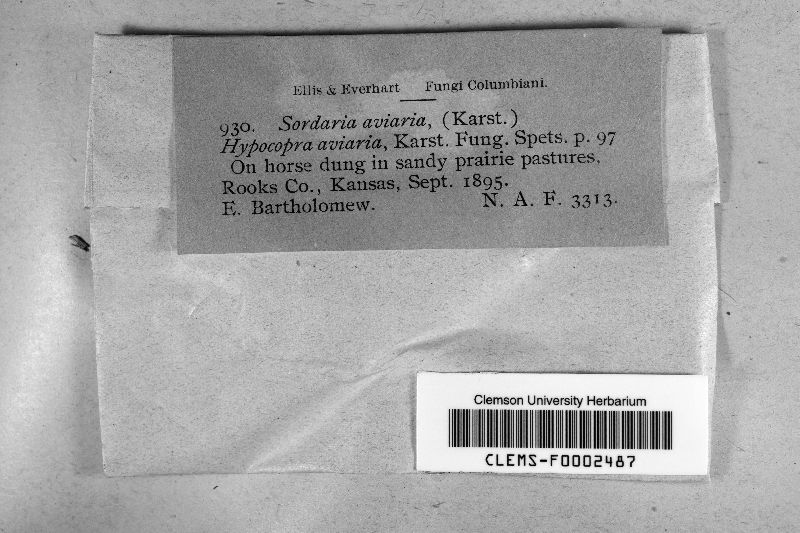 Ellis & Everhart Fungi Columbiani.
930. Sordaria aviaria, (Karst.)
Hypocopra aviaria, Karst. Fung. Spets. p. 97
On horse dung in sandy prairie pastures,
Rooks Co., Kansas, Sept. 1895.
E. Bartholomew. N. A. F. 3313.
Clemson University Herbarium
CLEMS-F0002487